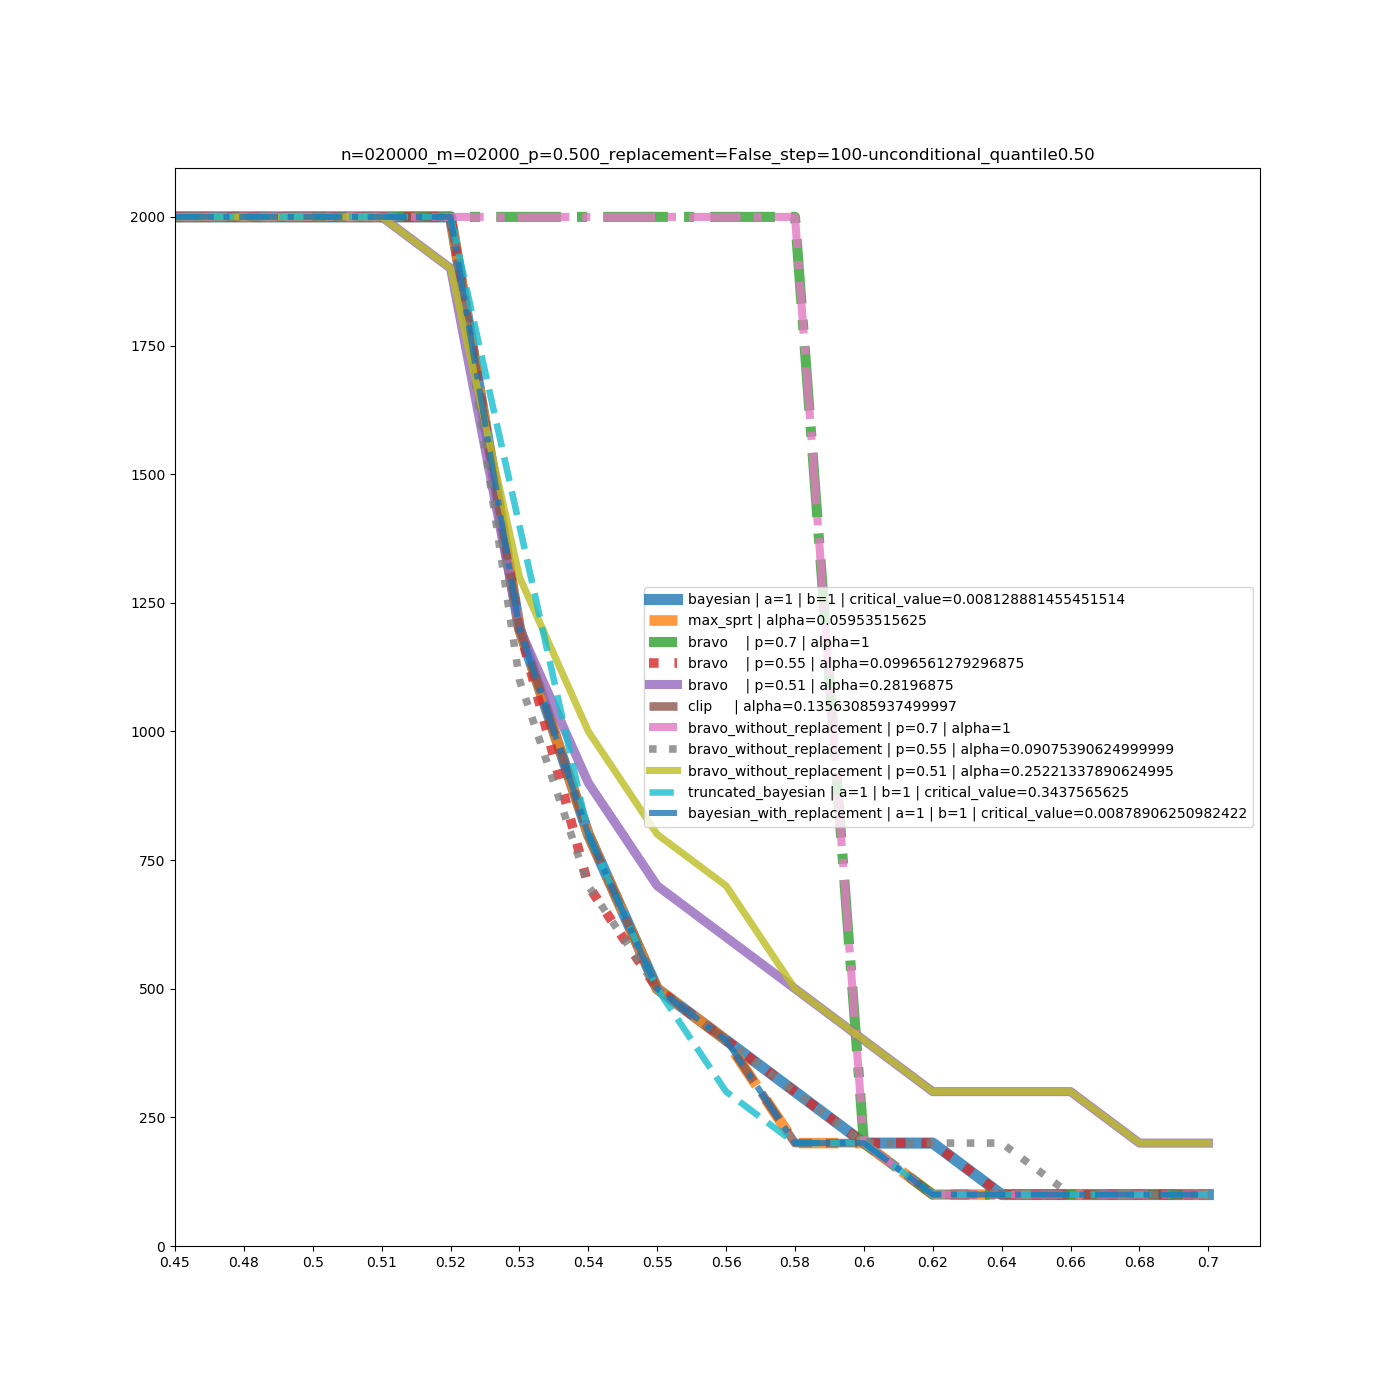 n=020000_m=02000_p=0.500_replacement=False_step=100-unconditional_quantile0.50
2000
1750
1500
1250
1000
750
500
250
0
bayesian | a=1 | b=1 | critical_value=0.008128881455451514
max_sprt | alpha=0.05953515625
bravo | p=0.7 | alpha=1
bravo | p=0.55 | alpha=0.0996561279296875
bravo | p=0.51 | alpha=0.28196875
clip | alpha=0.13563085937499997
bravo_without_replacement | p=0.7 | alpha=1
bravo_without_replacement | p=0.55 | alpha=0.09075390624999999
bravo_without_replacement | p=0.51 | alpha=0.25221337890624995
truncated_bayesian | a=1 | b=1 | critical_value=0.3437565625
bayesian_with_replacement | a=1 | b=1 | critical_value=0.00878906250982422
0.45 0.48 0.5 0.51 0.52 0.53 0.54 0.55 0.56 0.58 0.6 0.62 0.64 0.66 0.68 0.7